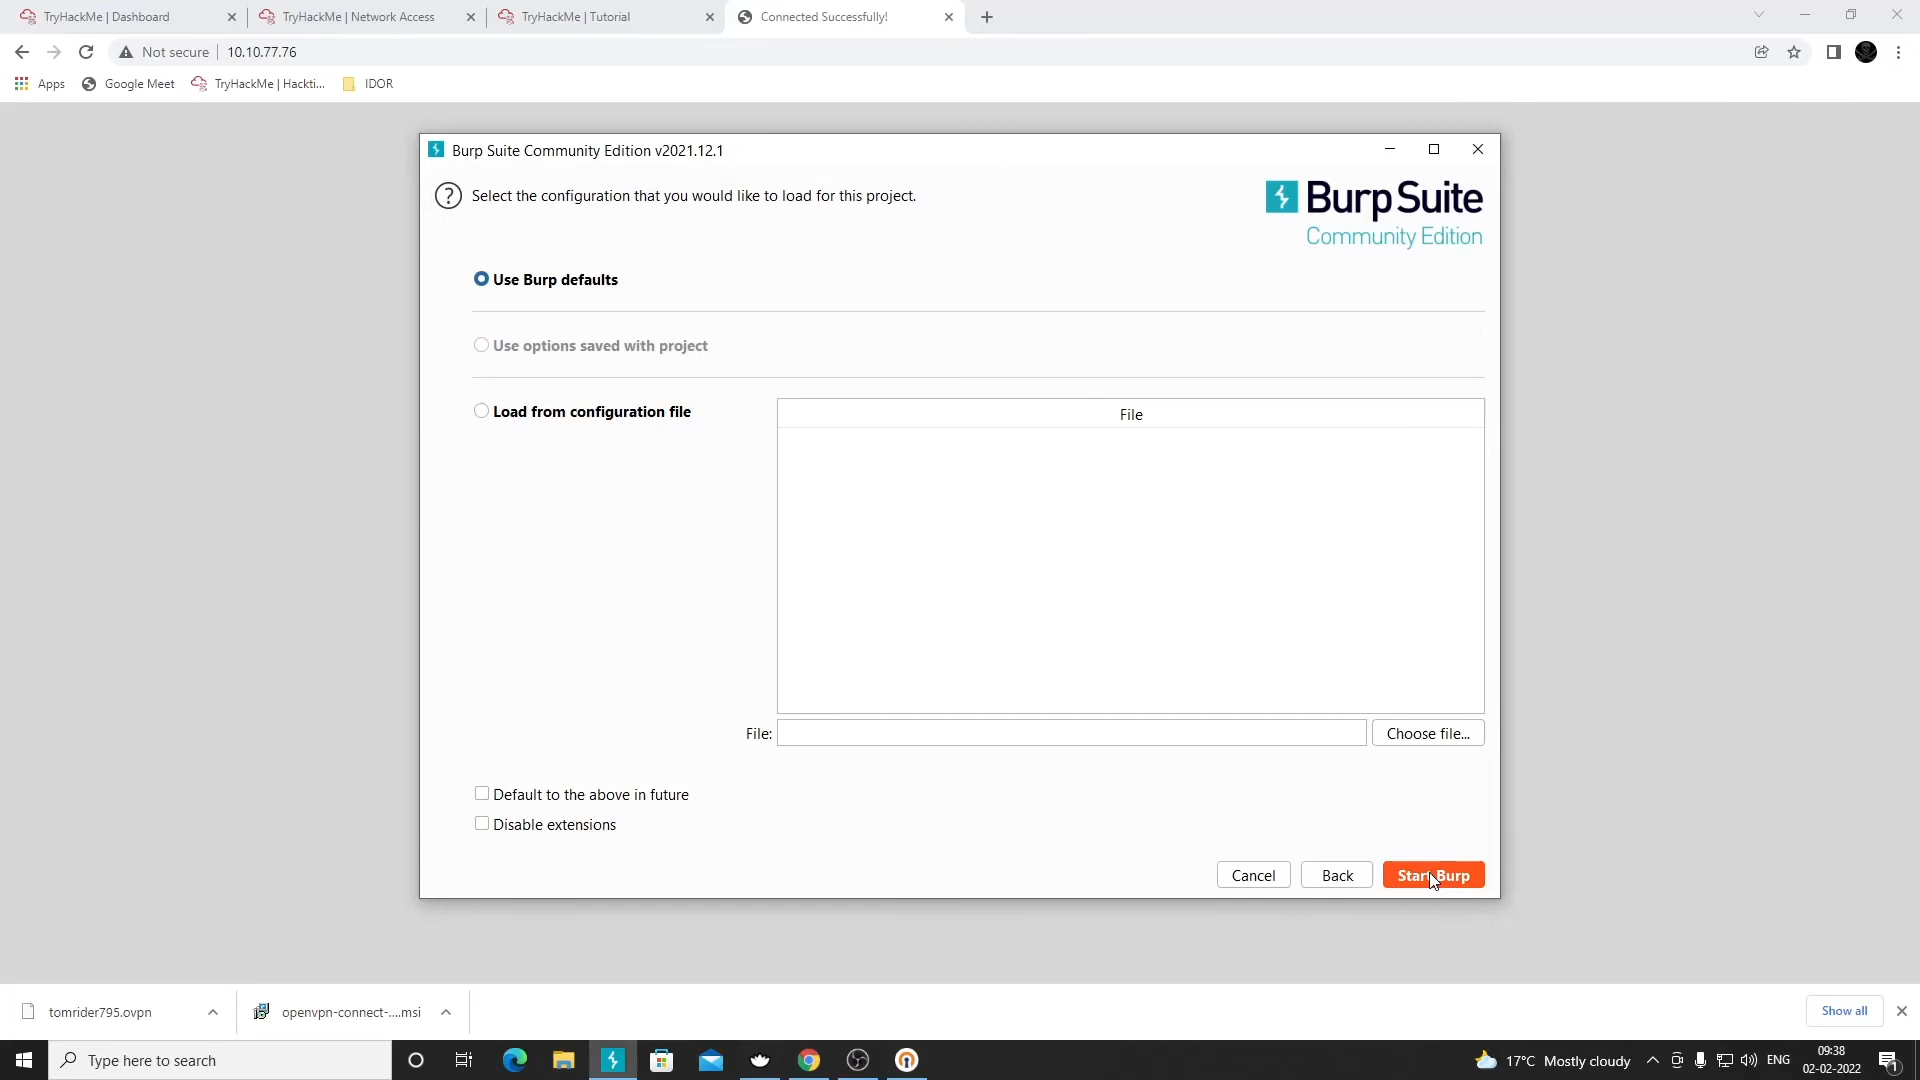 TryHackMe | Dashboard
TryHackMe | Network Access
TryHackMe | Tutorial
Connected Successfully!
Not secure
10.10.77.76
Apps
Google Meet
TryHackMe | Hackti...
IDOR
Burp Suite Community Edition v2021.12.1
? Select the configuration that you would like to load for this project.
Burp Suite
Community Edition
Use Burp defaults
Use options saved with project
Load from configuration file
File
File:
Choose file...
Default to the above in future
Disable extensions
Cancel
Back
Start Burp
tomrider795.ovpn
openvpn-connect-....msi
Show all
Type here to search
17°C Mostly cloudy
ENG
09:38
02-02-2022
1